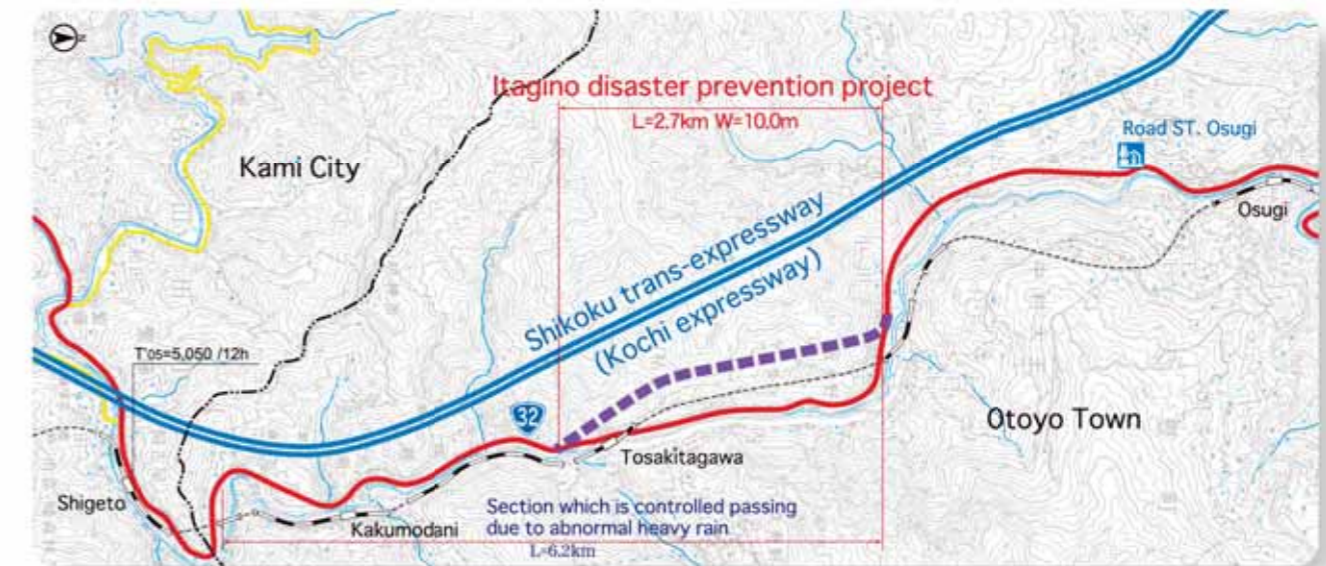 N
Itagino disaster prevention project
L=2.7km W=10.0m
Road ST. Osugi
Kami City
Osugi
Shikoku trans-expressway
(Kochi expressway)
T'05=5,050 /12h
32
Otoyo Town
Tosakitagawa
Shigeto
Kakumodani
Section which is controlled passing
due to abnormal heavy rain
L=6.2km